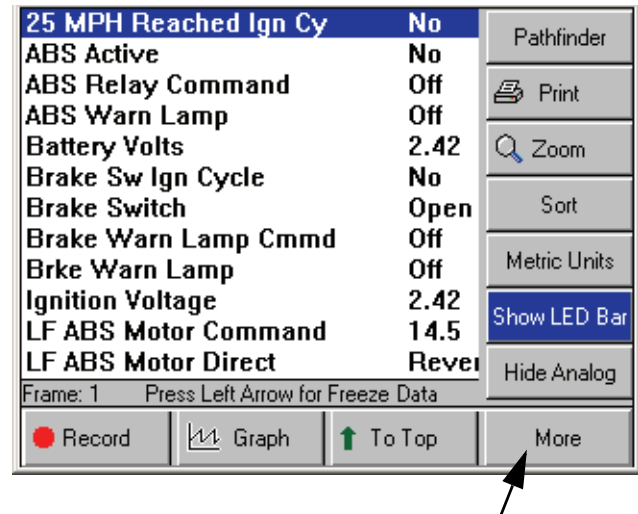 25 MPH Reached Ign Cy No
ABS Active No
ABS Relay Command Off
ABS Warn Lamp Off
Battery Volts 2.42
Brake Sw Ign Cycle No
Brake Switch Open
Brake Warn Lamp Cmmd Off
Brke Warn Lamp Off
Ignition Voltage 2.42
LF ABS Motor Command 14.5
LF ABS Motor Direct Rever
Frame: 1 Press Left Arrow for Freeze Data
Pathfinder
Print
Zoom
Sort
Metric Units
Show LED Bar
Hide Analog
Record Graph To Top More